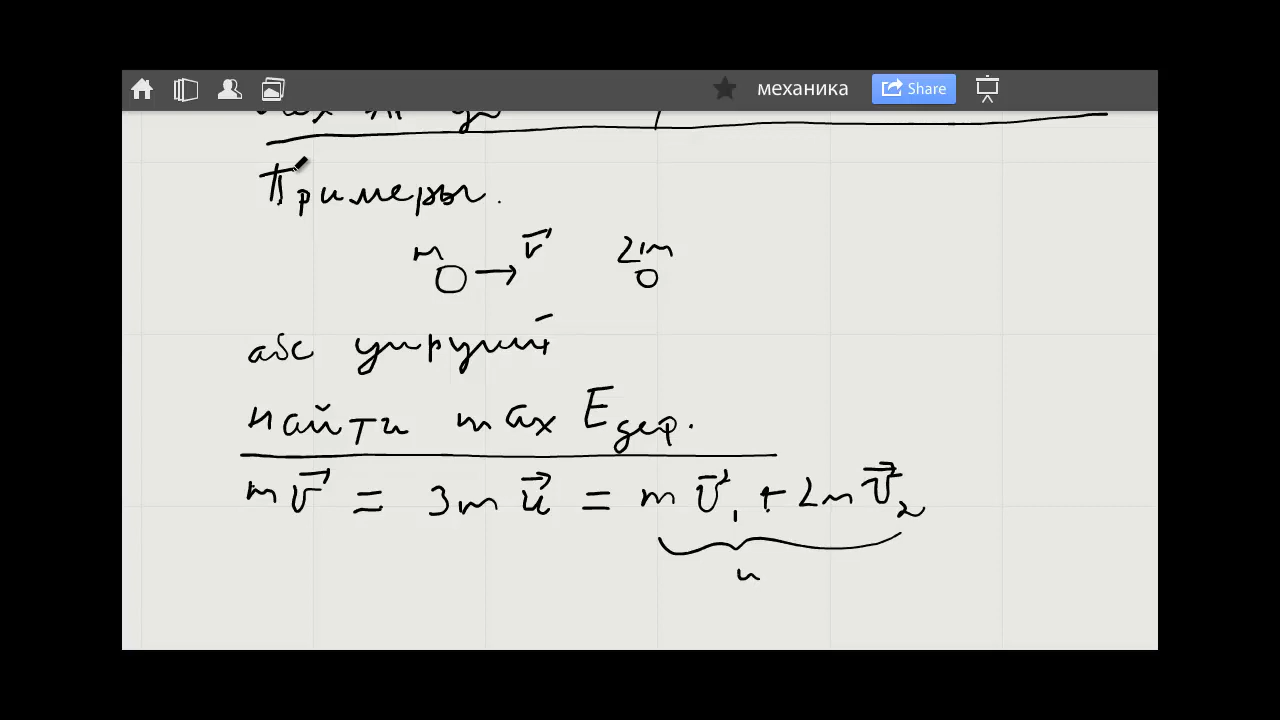 механика Share
Примеры.
m v⃗ 2m
абс упругий
найти max Eдеф.
mv⃗ = 3mu⃗ = mv⃗₁ + 2mv⃗₂